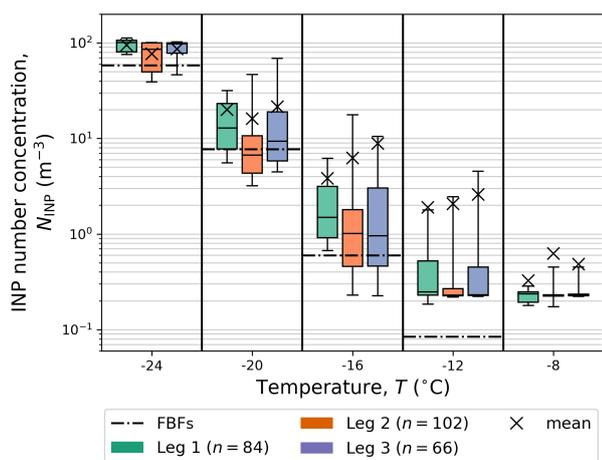 INP number concentration,
N_INP (m⁻³)
10²
10¹
10⁰
10⁻¹
-24 -20 -16 -12 -8
Temperature, T (°C)
FBFs Leg 2 (n = 102) mean
Leg 1 (n = 84) Leg 3 (n = 66)